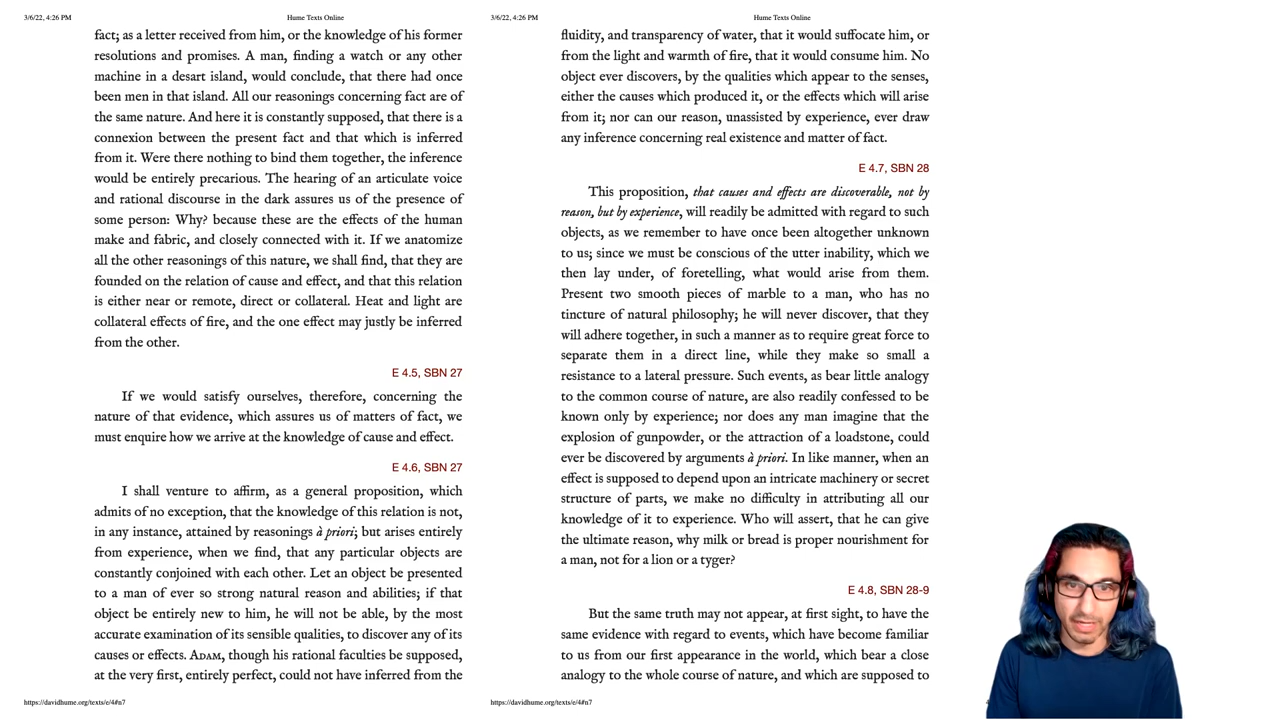 3/6/22, 4:26 PM
Hume Texts Online
fact; as a letter received from him, or the knowledge of his former
resolutions and promises. A man, finding a watch or any other
machine in a desart island, would conclude, that there had once
been men in that island. All our reasonings concerning fact are of
the same nature. And here it is constantly supposed, that there is a
connexion between the present fact and that which is inferred
from it. Were there nothing to bind them together, the inference
would be entirely precarious. The hearing of an articulate voice
and rational discourse in the dark assures us of the presence of
some person: Why? because these are the effects of the human
make and fabric, and closely connected with it. If we anatomize
all the other reasonings of this nature, we shall find, that they are
founded on the relation of cause and effect, and that this relation
is either near or remote, direct or collateral. Heat and light are
collateral effects of fire, and the one effect may justly be inferred
from the other.
E 4.5, SBN 27
If we would satisfy ourselves, therefore, concerning the
nature of that evidence, which assures us of matters of fact, we
must enquire how we arrive at the knowledge of cause and effect.
E 4.6, SBN 27
I shall venture to affirm, as a general proposition, which
admits of no exception, that the knowledge of this relation is not,
in any instance, attained by reasonings à priori; but arises entirely
from experience, when we find, that any particular objects are
constantly conjoined with each other. Let an object be presented
to a man of ever so strong natural reason and abilities; if that
object be entirely new to him, he will not be able, by the most
accurate examination of its sensible qualities, to discover any of its
causes or effects. ADAM, though his rational faculties be supposed,
at the very first, entirely perfect, could not have inferred from the
https://davidhume.org/texts/e/4#n7
3/6/22, 4:26 PM
Hume Texts Online
fluidity, and transparency of water, that it would suffocate him, or
from the light and warmth of fire, that it would consume him. No
object ever discovers, by the qualities which appear to the senses,
either the causes which produced it, or the effects which will arise
from it; nor can our reason, unassisted by experience, ever draw
any inference concerning real existence and matter of fact.
E 4.7, SBN 28
This proposition, that causes and effects are discoverable, not by
reason, but by experience, will readily be admitted with regard to such
objects, as we remember to have once been altogether unknown
to us; since we must be conscious of the utter inability, which we
then lay under, of foretelling, what would arise from them.
Present two smooth pieces of marble to a man, who has no
tincture of natural philosophy; he will never discover, that they
will adhere together, in such a manner as to require great force to
separate them in a direct line, while they make so small a
resistance to a lateral pressure. Such events, as bear little analogy
to the common course of nature, are also readily confessed to be
known only by experience; nor does any man imagine that the
explosion of gunpowder, or the attraction of a loadstone, could
ever be discovered by arguments à priori. In like manner, when an
effect is supposed to depend upon an intricate machinery or secret
structure of parts, we make no difficulty in attributing all our
knowledge of it to experience. Who will assert, that he can give
the ultimate reason, why milk or bread is proper nourishment for
a man, not for a lion or a tyger?
E 4.8, SBN 28-9
But the same truth may not appear, at first sight, to have the
same evidence with regard to events, which have become familiar
to us from our first appearance in the world, which bear a close
analogy to the whole course of nature, and which are supposed to
https://davidhume.org/texts/e/4#n7